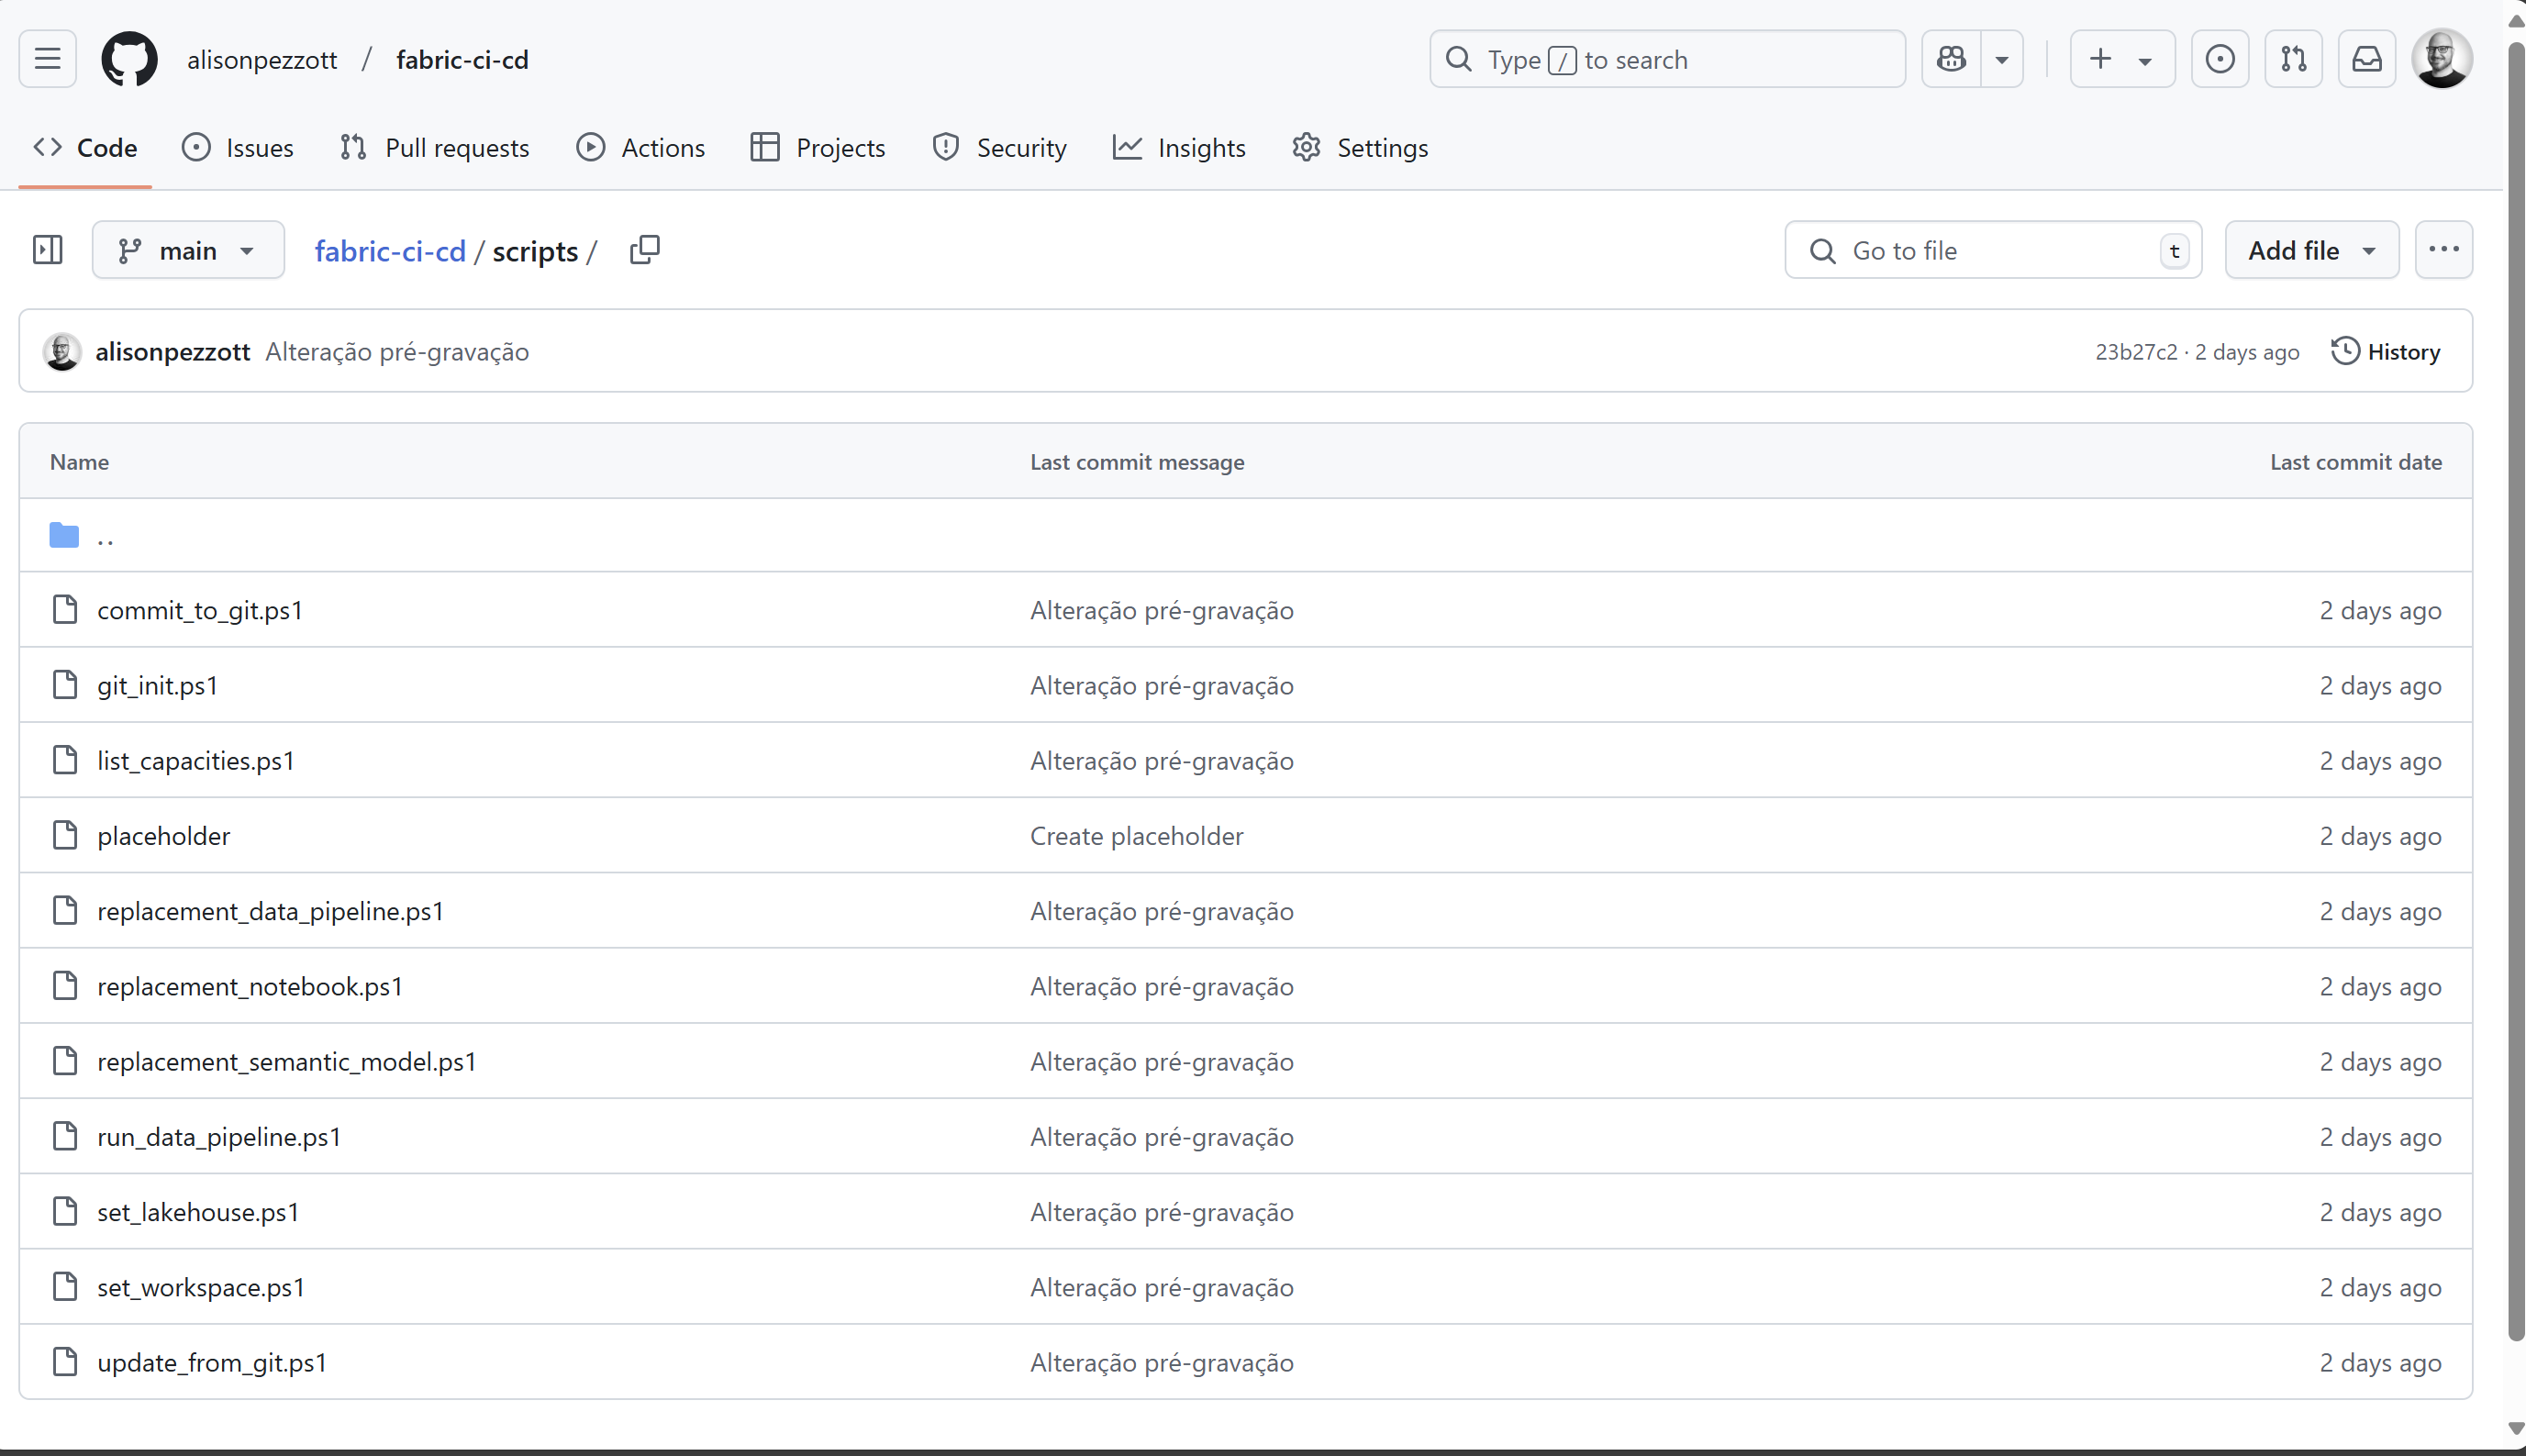 alisonpezzott / fabric-ci-cd
Type / to search
Code Issues Pull requests Actions Projects Security Insights Settings
main fabric-ci-cd / scripts / Go to file t Add file
alisonpezzott Alteração pré-gravação 23b27c2 · 2 days ago History
Name Last commit message Last commit date
..
commit_to_git.ps1 Alteração pré-gravação 2 days ago
git_init.ps1 Alteração pré-gravação 2 days ago
list_capacities.ps1 Alteração pré-gravação 2 days ago
placeholder Create placeholder 2 days ago
replacement_data_pipeline.ps1 Alteração pré-gravação 2 days ago
replacement_notebook.ps1 Alteração pré-gravação 2 days ago
replacement_semantic_model.ps1 Alteração pré-gravação 2 days ago
run_data_pipeline.ps1 Alteração pré-gravação 2 days ago
set_lakehouse.ps1 Alteração pré-gravação 2 days ago
set_workspace.ps1 Alteração pré-gravação 2 days ago
update_from_git.ps1 Alteração pré-gravação 2 days ago